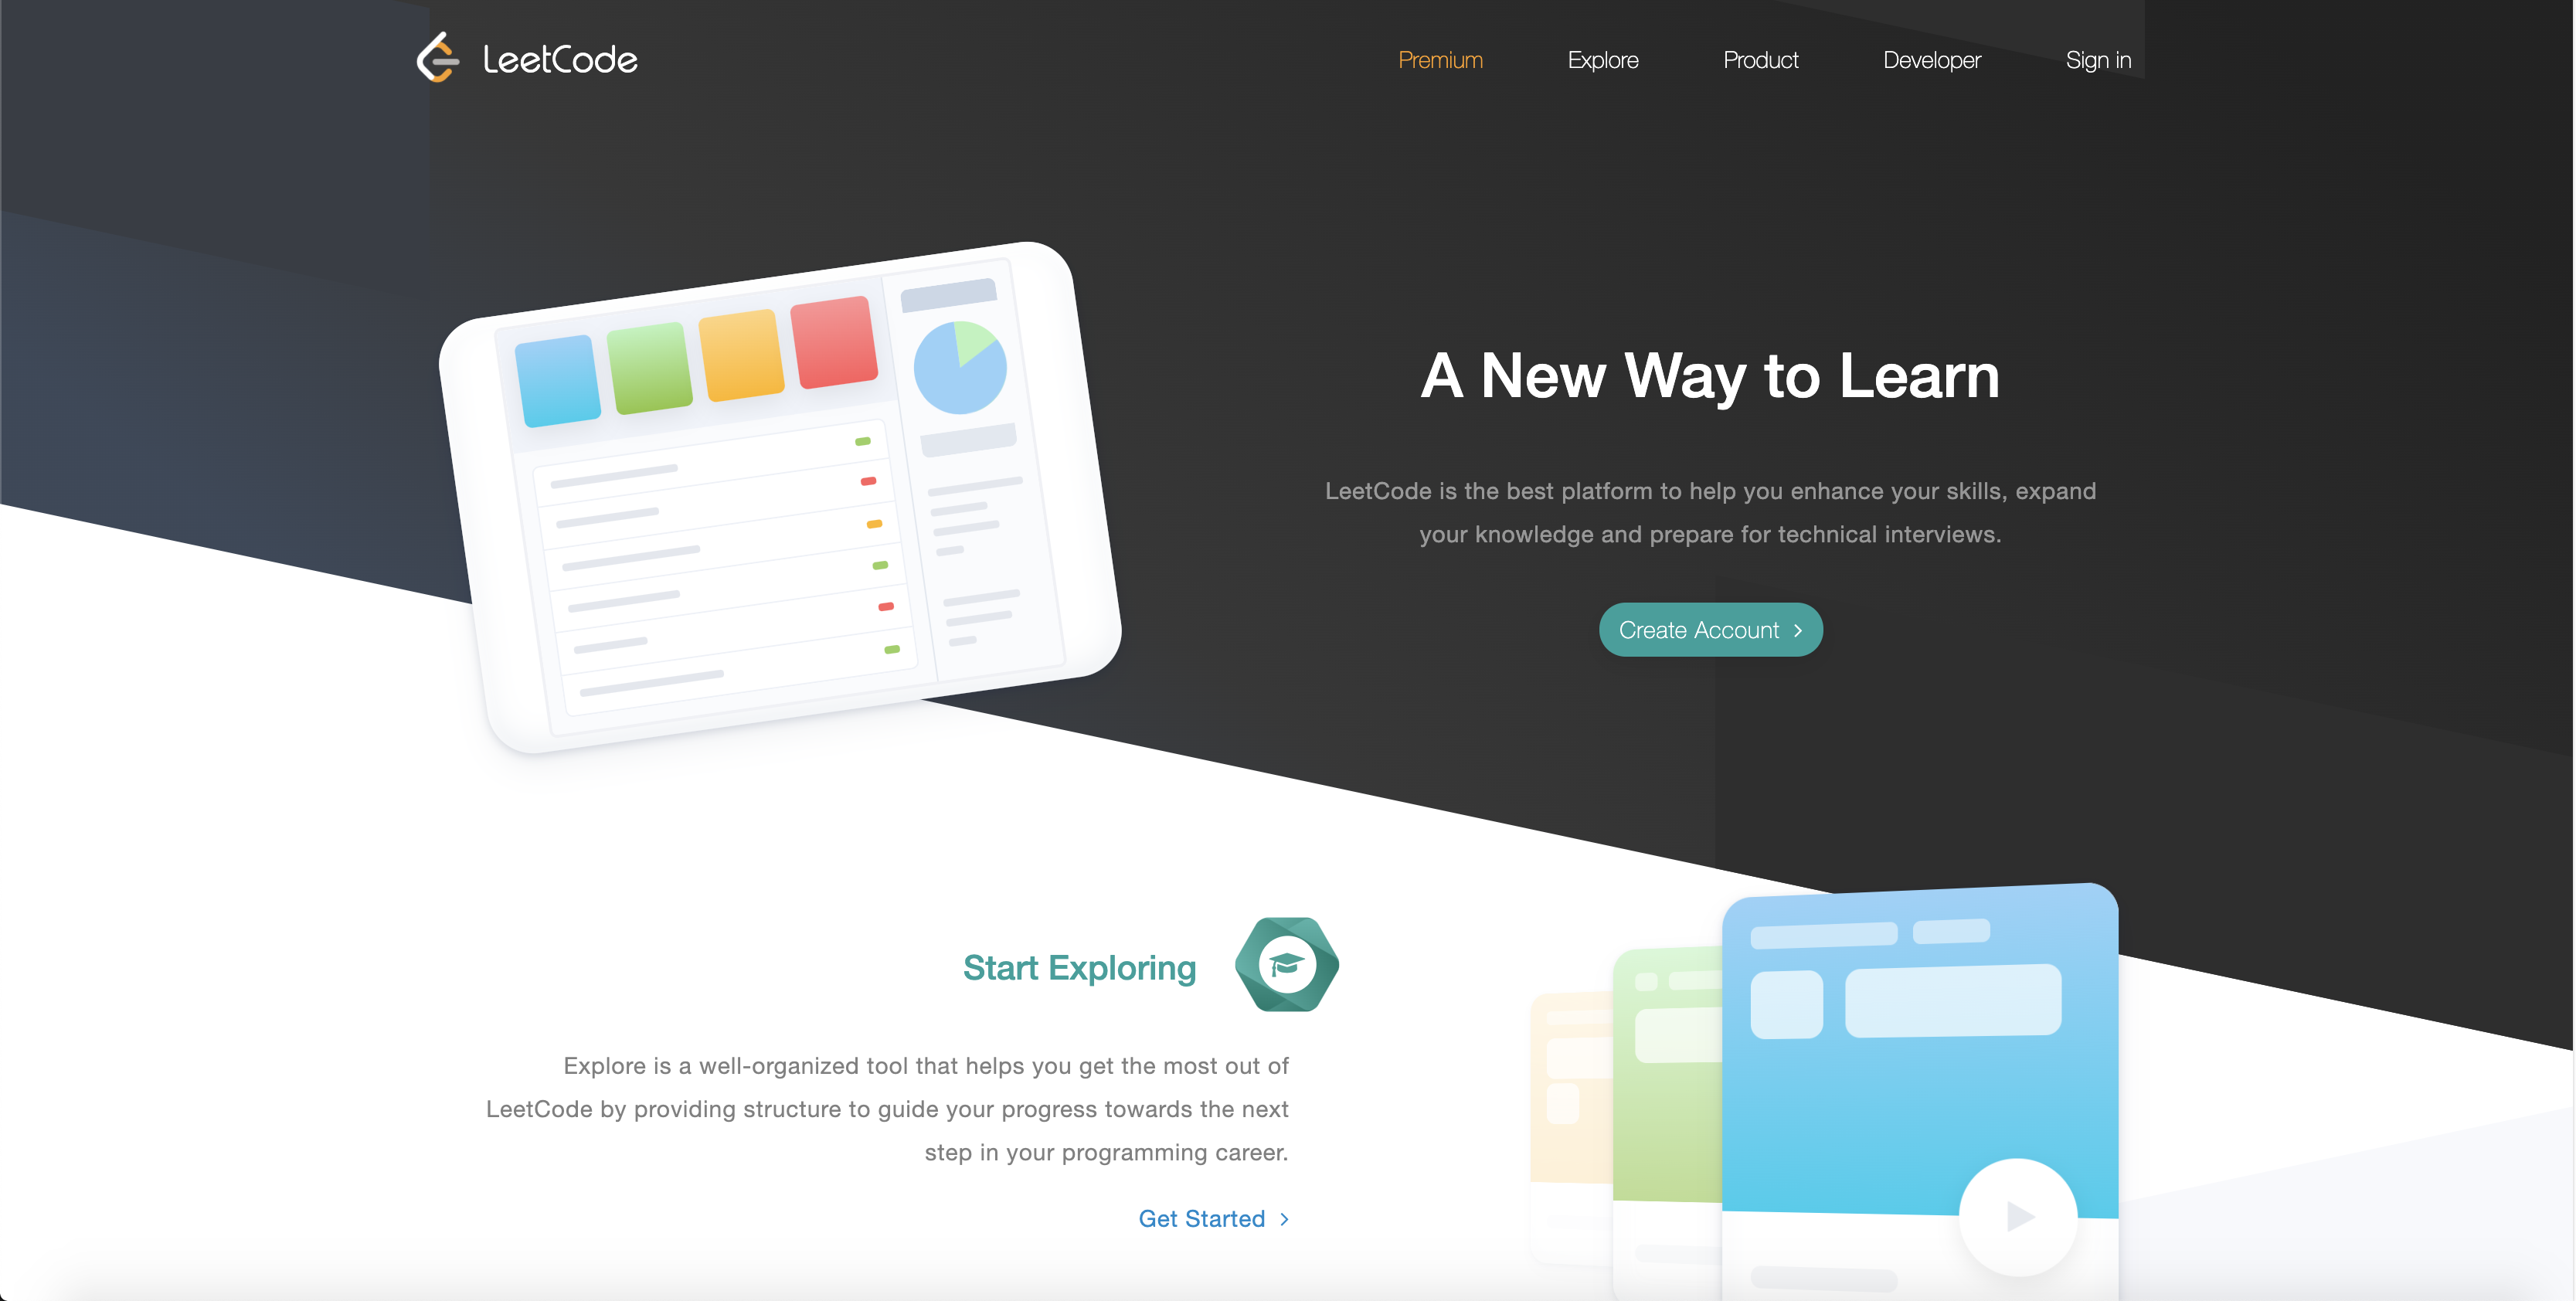 LeetCode
Premium
Explore
Product
Developer
Sign in
A New Way to Learn
LeetCode is the best platform to help you enhance your skills, expand
your knowledge and prepare for technical interviews.
Create Account
Start Exploring
Explore is a well-organized tool that helps you get the most out of
LeetCode by providing structure to guide your progress towards the next
step in your programming career.
Get Started